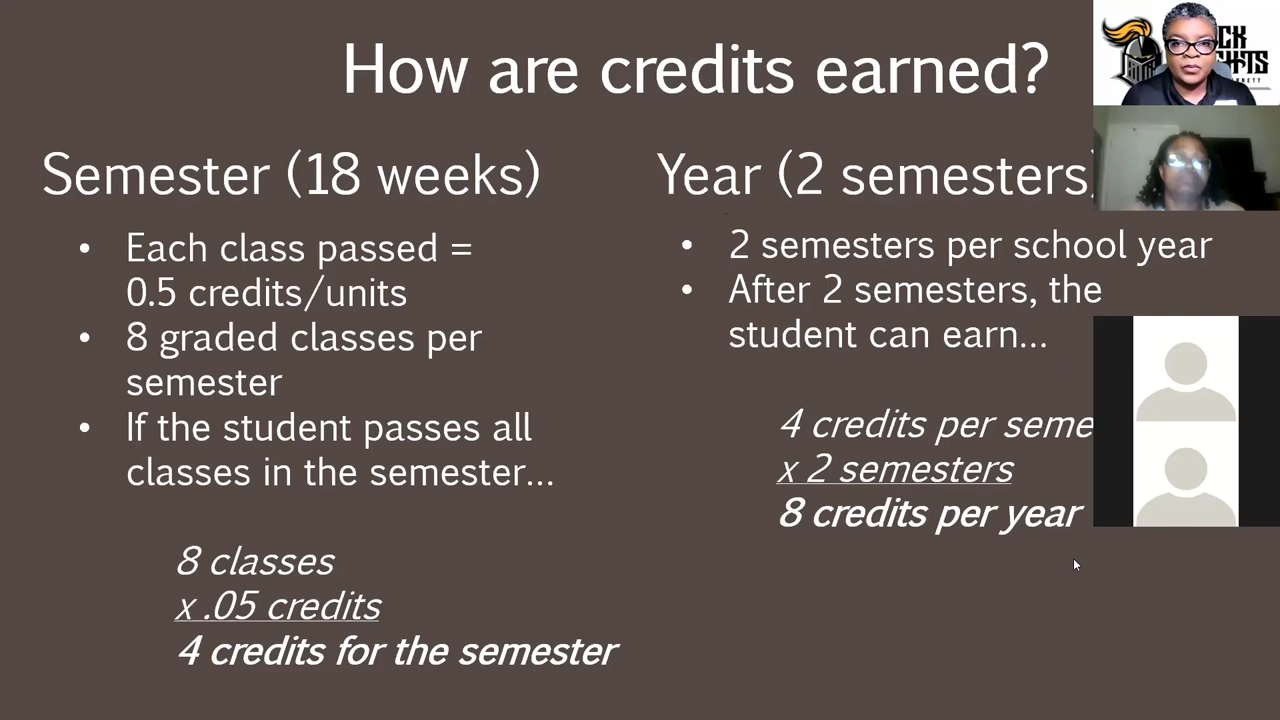 How are credits earned?
Semester (18 weeks)
• Each class passed =
0.5 credits/units
• 8 graded classes per
semester
• If the student passes all
classes in the semester...
8 classes
x .05 credits
4 credits for the semester
Year (2 semesters)
• 2 semesters per school year
• After 2 semesters, the
student can earn...
4 credits per seme
x 2 semesters
8 credits per year